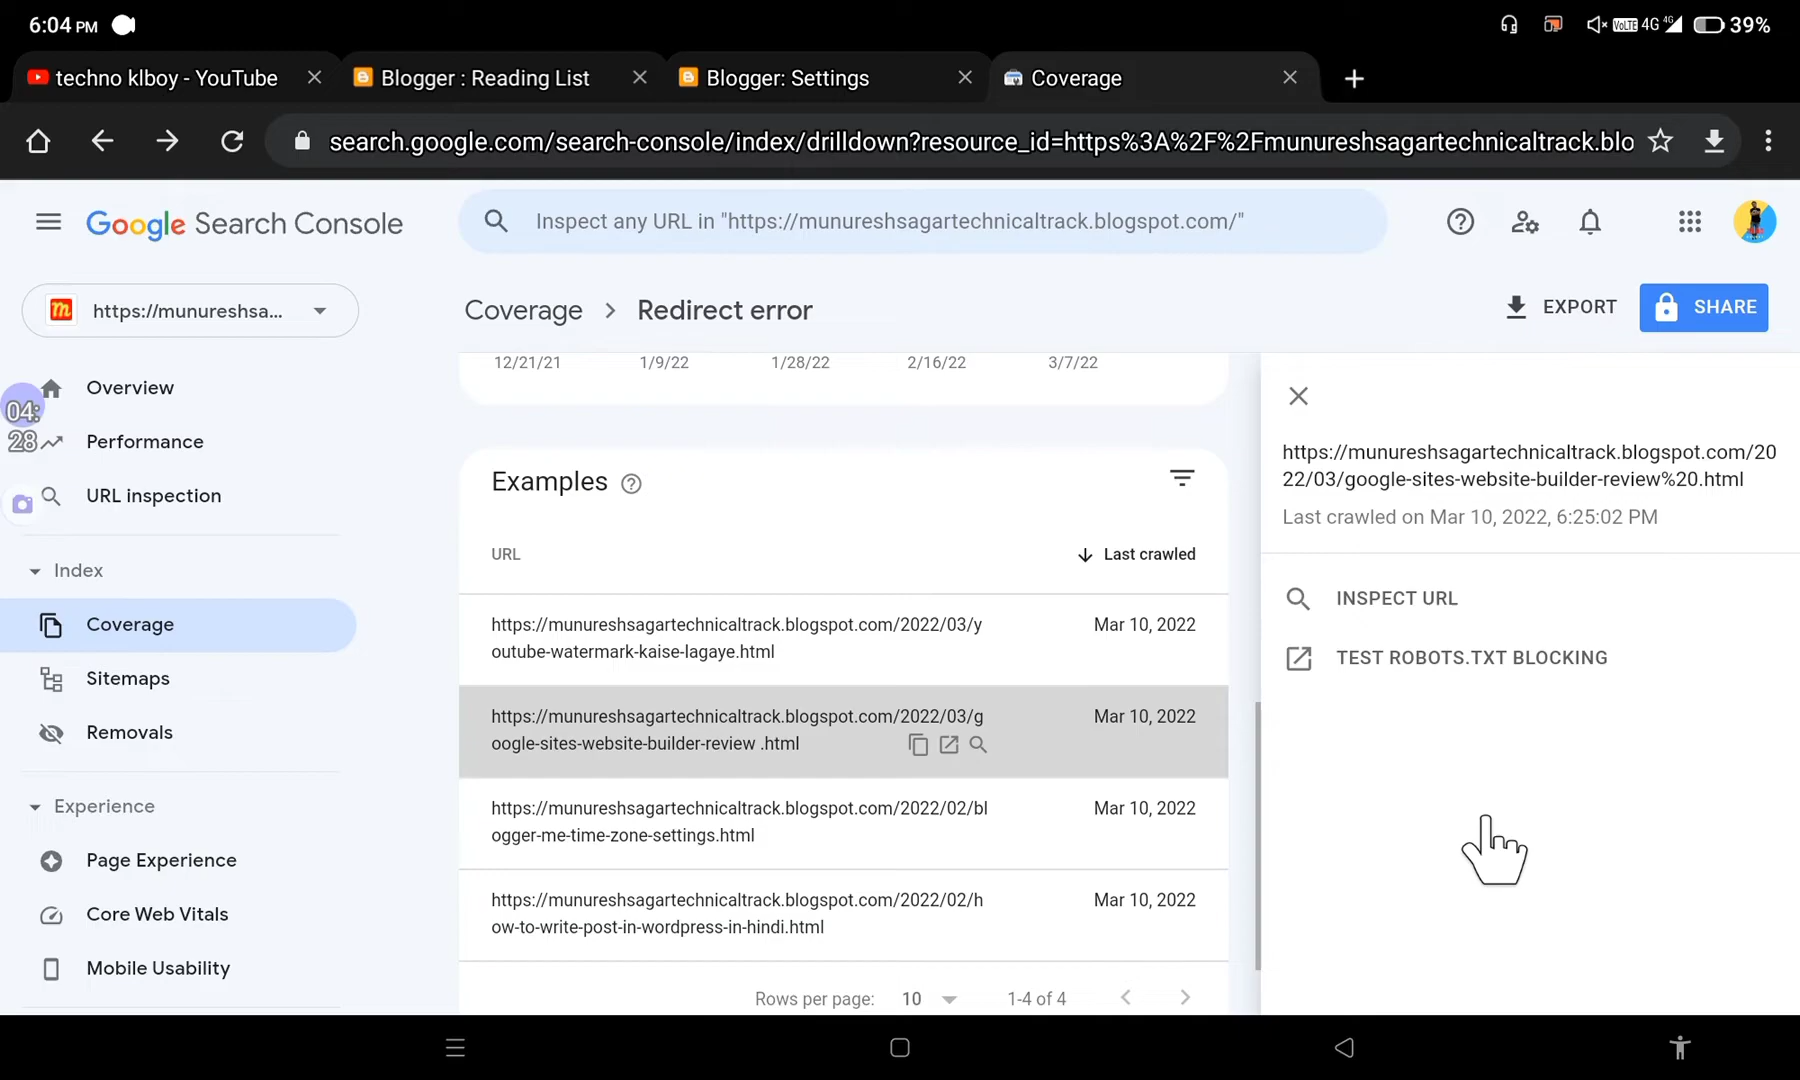 6:04 PM
VoLTE 4G 4G 39%
techno klboy - YouTube
Blogger : Reading List
Blogger: Settings
Coverage
search.google.com/search-console/index/drilldown?resource_id=https%3A%2F%2Fmunureshsagartechnicaltrack.blo
Google Search Console
Inspect any URL in "https://munureshsagartechnicaltrack.blogspot.com/"
m
https://munureshsa...
Coverage > Redirect error
EXPORT
SHARE
Overview
04:
28
Performance
URL inspection
Index
Coverage
Sitemaps
Removals
Experience
Page Experience
Core Web Vitals
Mobile Usability
12/21/21 1/9/22 1/28/22 2/16/22 3/7/22
Examples
URL
Last crawled
https://munureshsagartechnicaltrack.blogspot.com/2022/03/y
outube-watermark-kaise-lagaye.html
Mar 10, 2022
https://munureshsagartechnicaltrack.blogspot.com/2022/03/g
oogle-sites-website-builder-review .html
Mar 10, 2022
https://munureshsagartechnicaltrack.blogspot.com/2022/02/bl
ogger-me-time-zone-settings.html
Mar 10, 2022
https://munureshsagartechnicaltrack.blogspot.com/2022/02/h
ow-to-write-post-in-wordpress-in-hindi.html
Mar 10, 2022
Rows per page: 10 1-4 of 4
https://munureshsagartechnicaltrack.blogspot.com/20
22/03/google-sites-website-builder-review%20.html
Last crawled on Mar 10, 2022, 6:25:02 PM
INSPECT URL
TEST ROBOTS.TXT BLOCKING